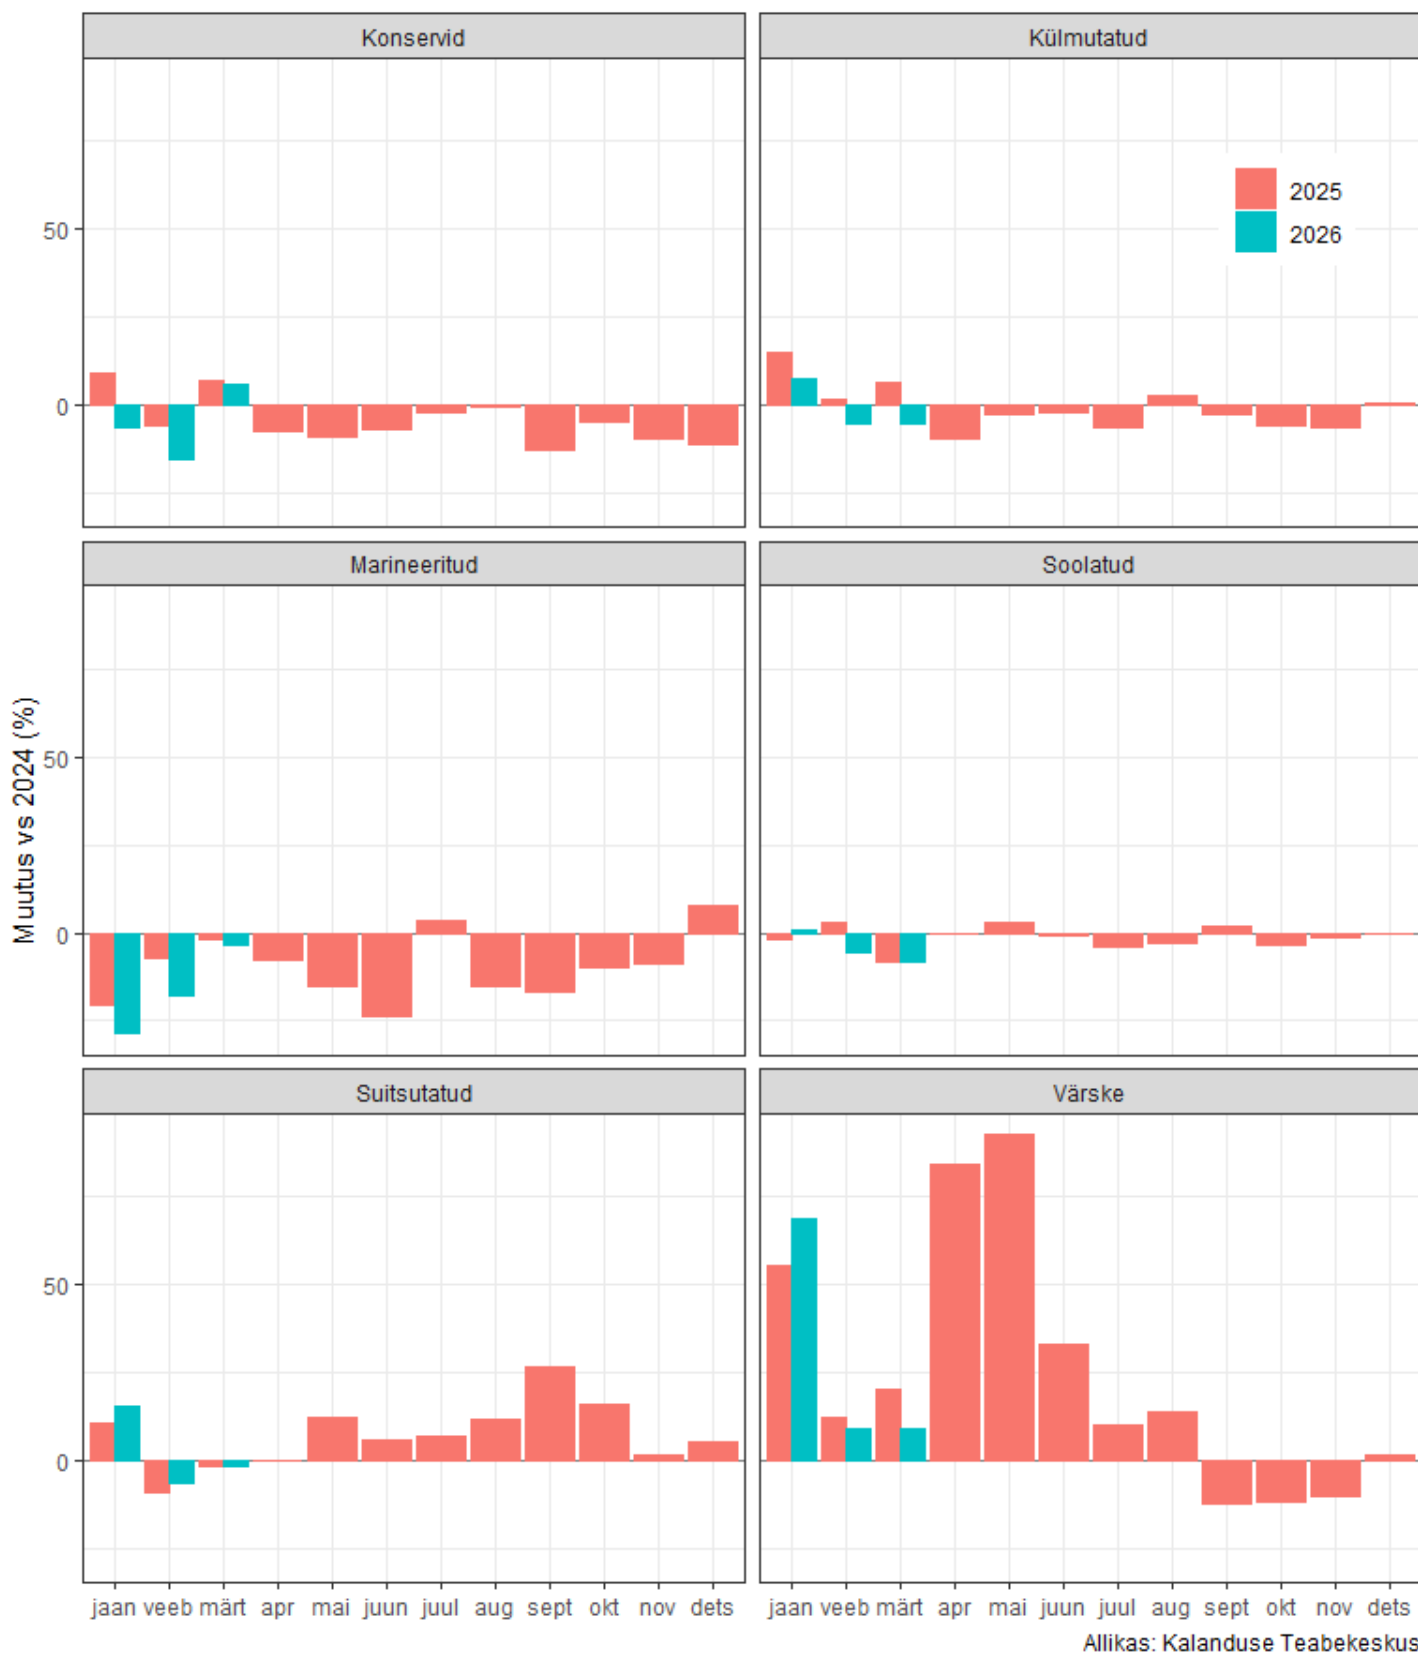 Konservid
Külmutatud
2025
2026
50
0
Marineeritud
Soolatud
Muutus vs 2024 (%)
50
0
Suitsutatud
Värske
50
0
jaan veeb märt apr mai juun juul aug sept okt nov dets
jaan veeb märt apr mai juun juul aug sept okt nov dets
Allikas: Kalanduse Teabekeskus